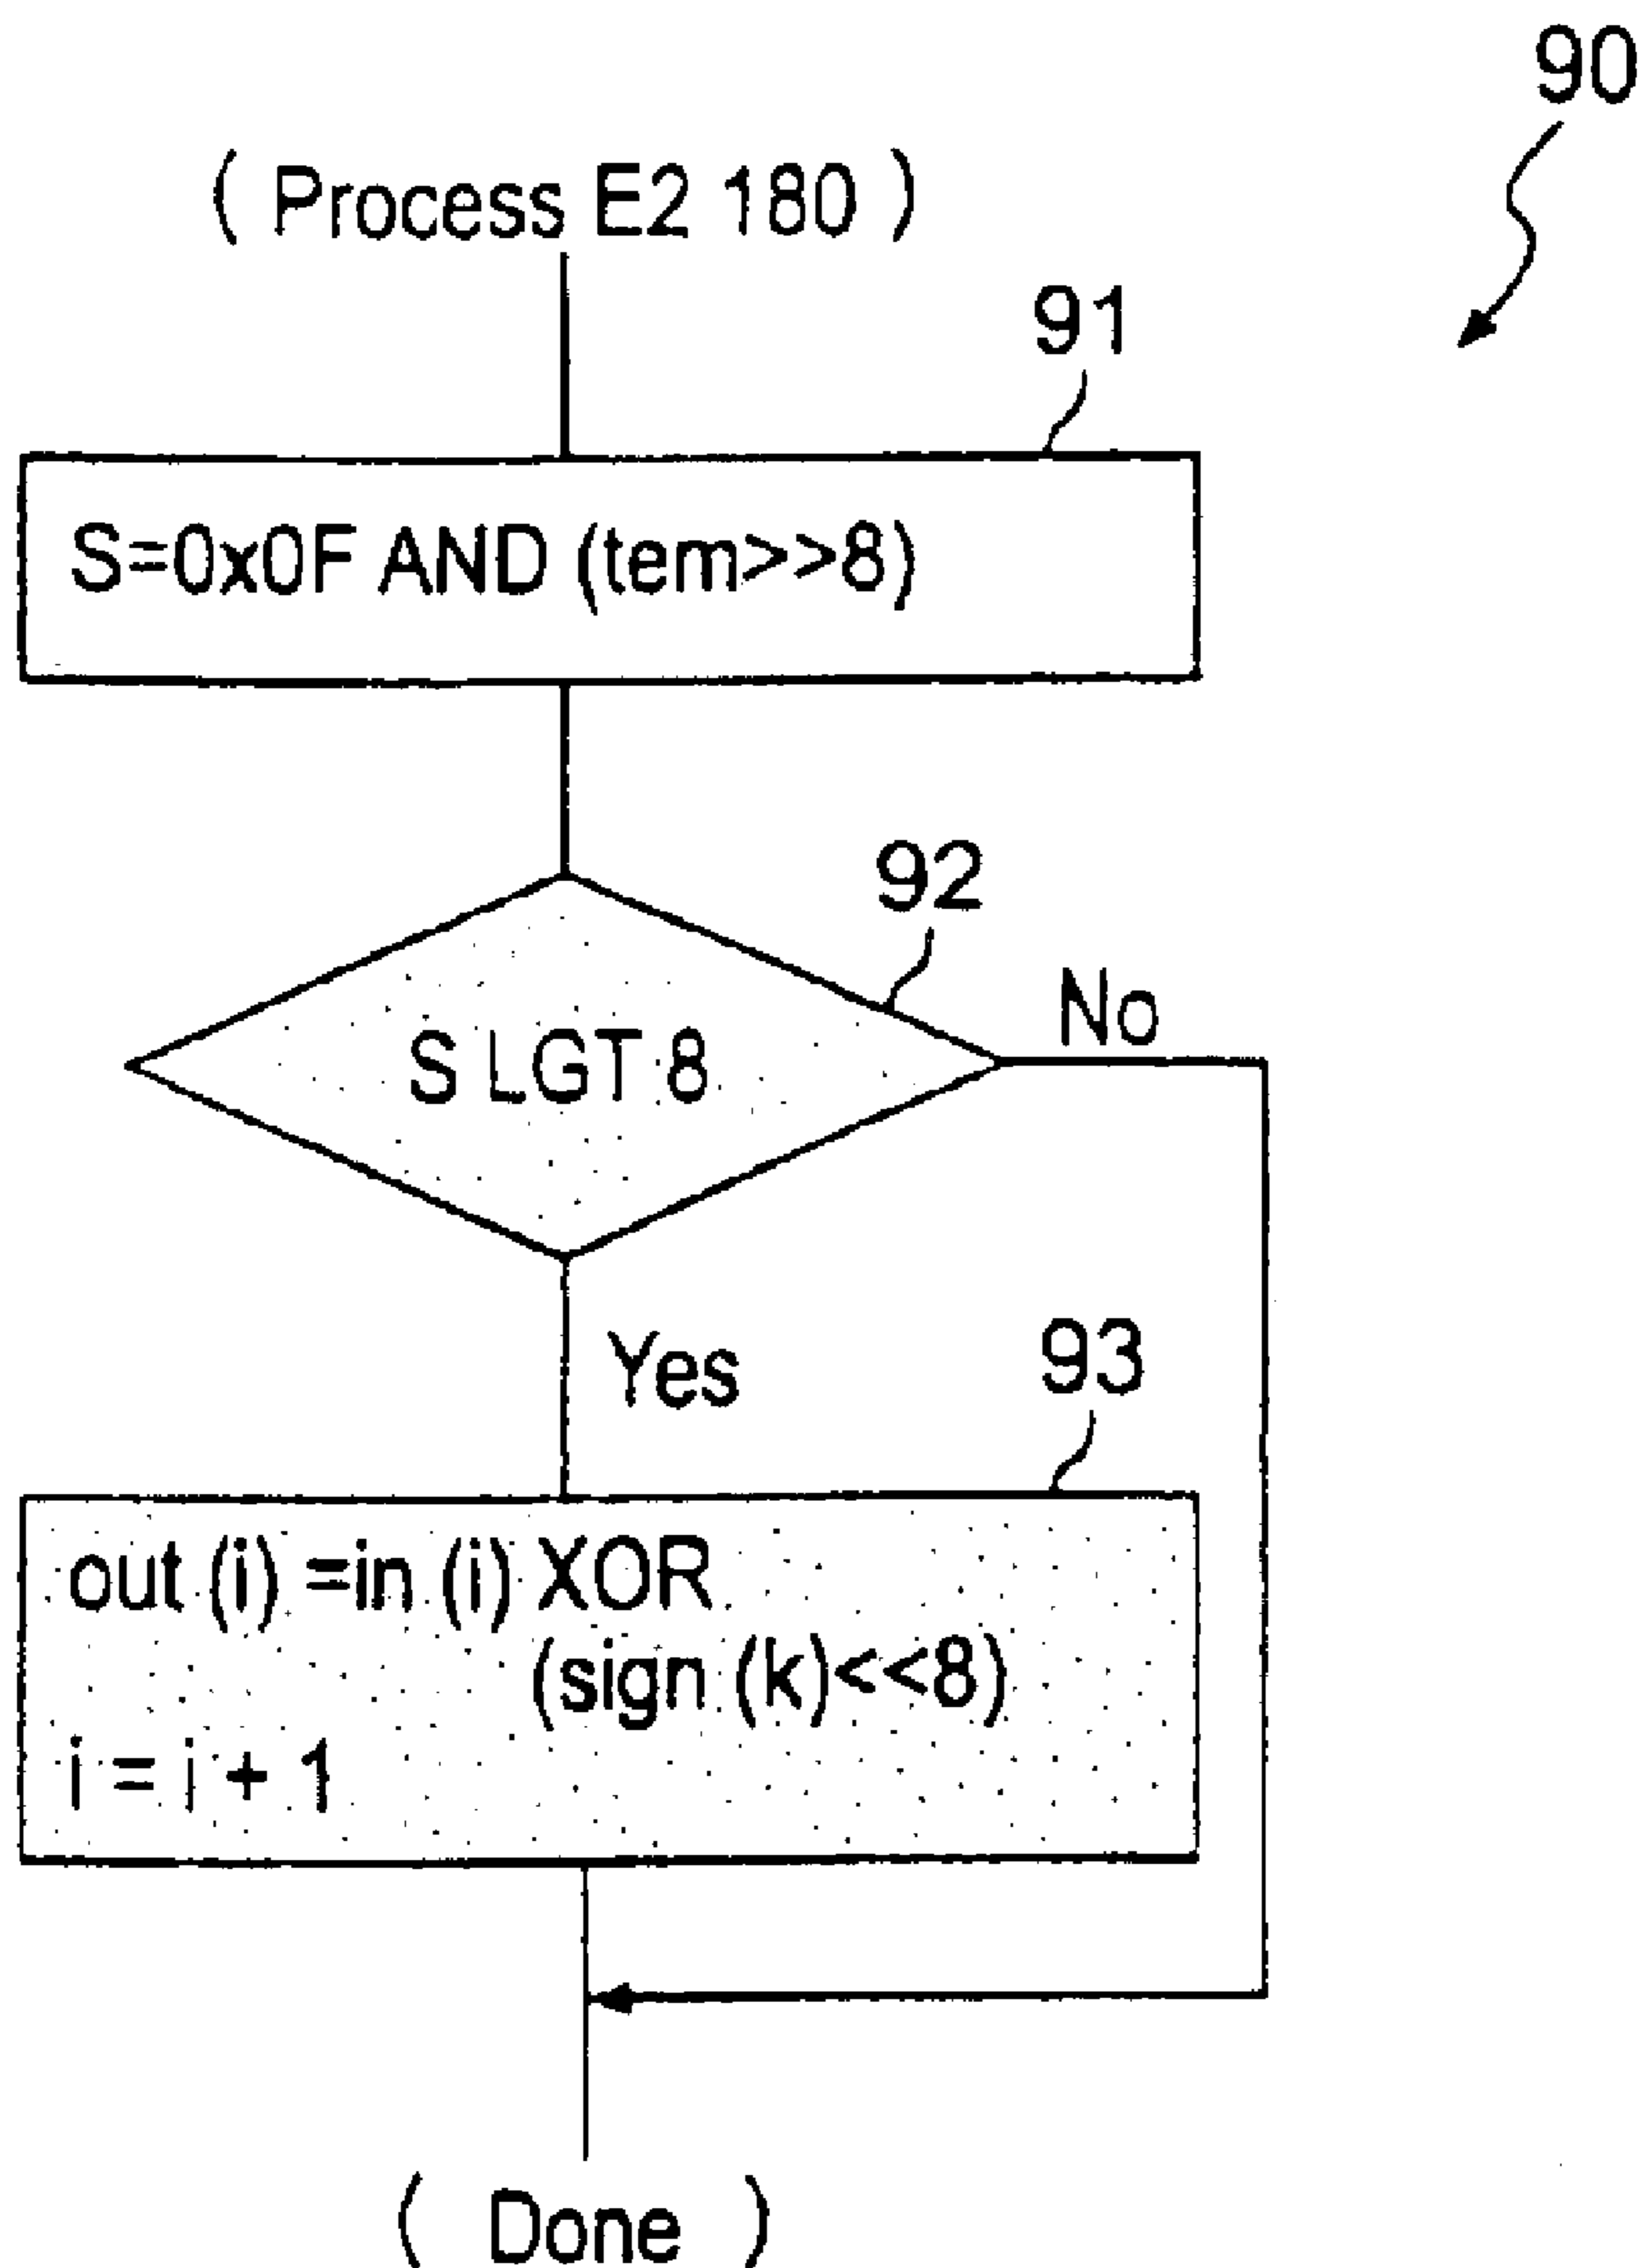 90
( Process E2 180 )
91
S=0x0F AND (tem>>8)
92
S LGT 8
No
Yes
93
out (i) =in (i) XOR
(sign (k)<<8)
i = i + 1
( Done )